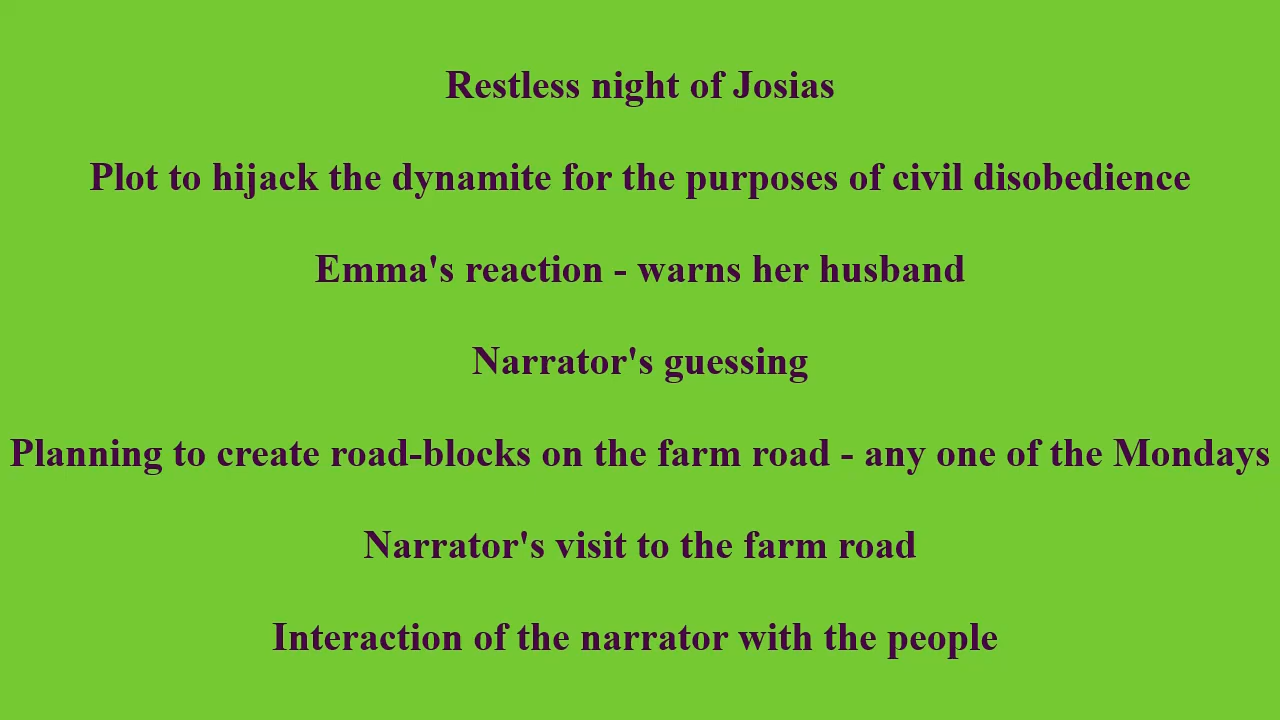 Restless night of Josias
Plot to hijack the dynamite for the purposes of civil disobedience
Emma's reaction - warns her husband
Narrator's guessing
Planning to create road-blocks on the farm road - any one of the Mondays
Narrator's visit to the farm road
Interaction of the narrator with the people